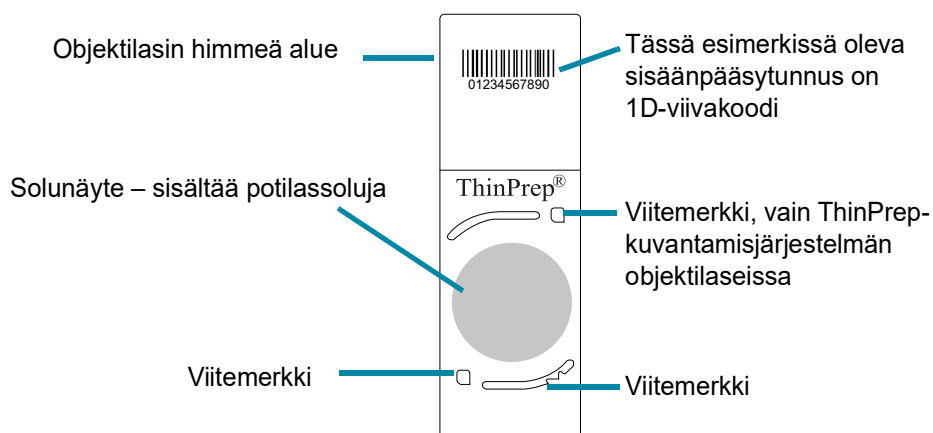 Objektilasin himmeä alue
01234567890
Tässä esimerkissä oleva
sisäänpääsytunnus on
1D-viivakoodi
Solunäyte – sisältää potilassoluja
ThinPrep®
Viitemerkki, vain ThinPrep-
kuvantamisjärjestelmän
objektilaseissa
Viitemerkki
Viitemerkki